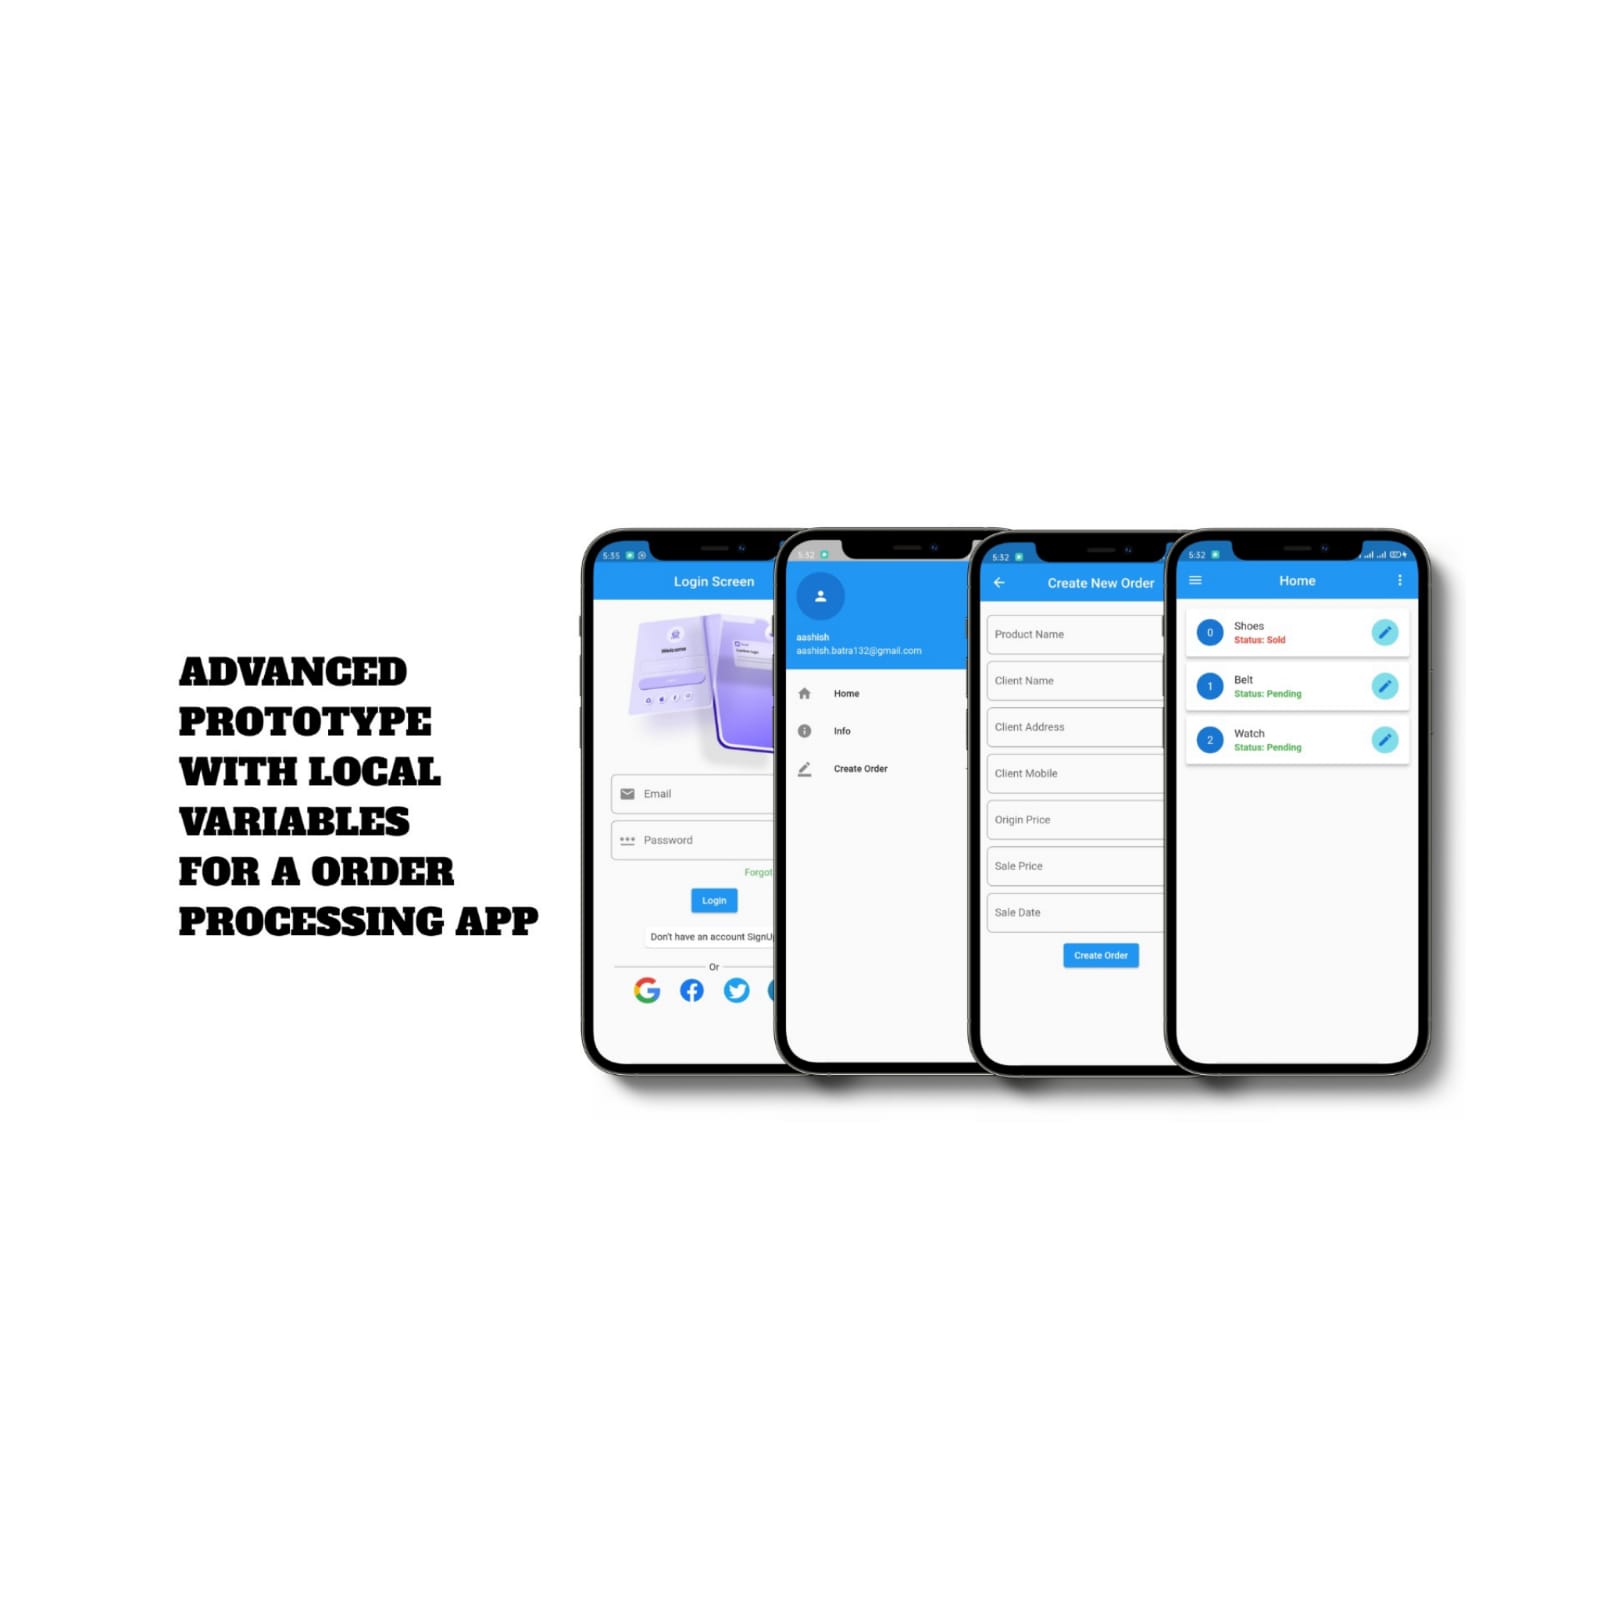 ADVANCED
PROTOTYPE
WITH LOCAL
VARIABLES
FOR A ORDER
PROCESSING APP
5:35
Login Screen
Welcome
Email
Password
Forgot
Login
Don't have an account SignU
Or
5:32
aashish
aashish.batra132@gmail.com
Home
Info
Create Order
5:32
Create New Order
Product Name
Client Name
Client Address
Client Mobile
Origin Price
Sale Price
Sale Date
Create Order
5:32
Home
0
Shoes
Status: Sold
1
Belt
Status: Pending
2
Watch
Status: Pending